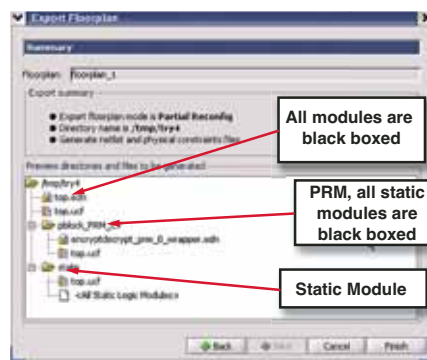 Export Floorplan
Summary
Floorplan: floorplan_1
Export summary
Export floorplan mode is Partial Reconfig
Directory name is /tmp/try4
Generate netlist and physical constraints files
Preview directories and files to be generated
/tmp/try4
top.edn
top.ucf
pblock_PRM_
encryptdecrypt_prm_0_wrapper.edn
top.ucf
static
top.ucf
<All Static Logic Modules>
All modules are
black boxed
PRM, all static
modules are
black boxed
Static Module
Back
Cancel
Finish